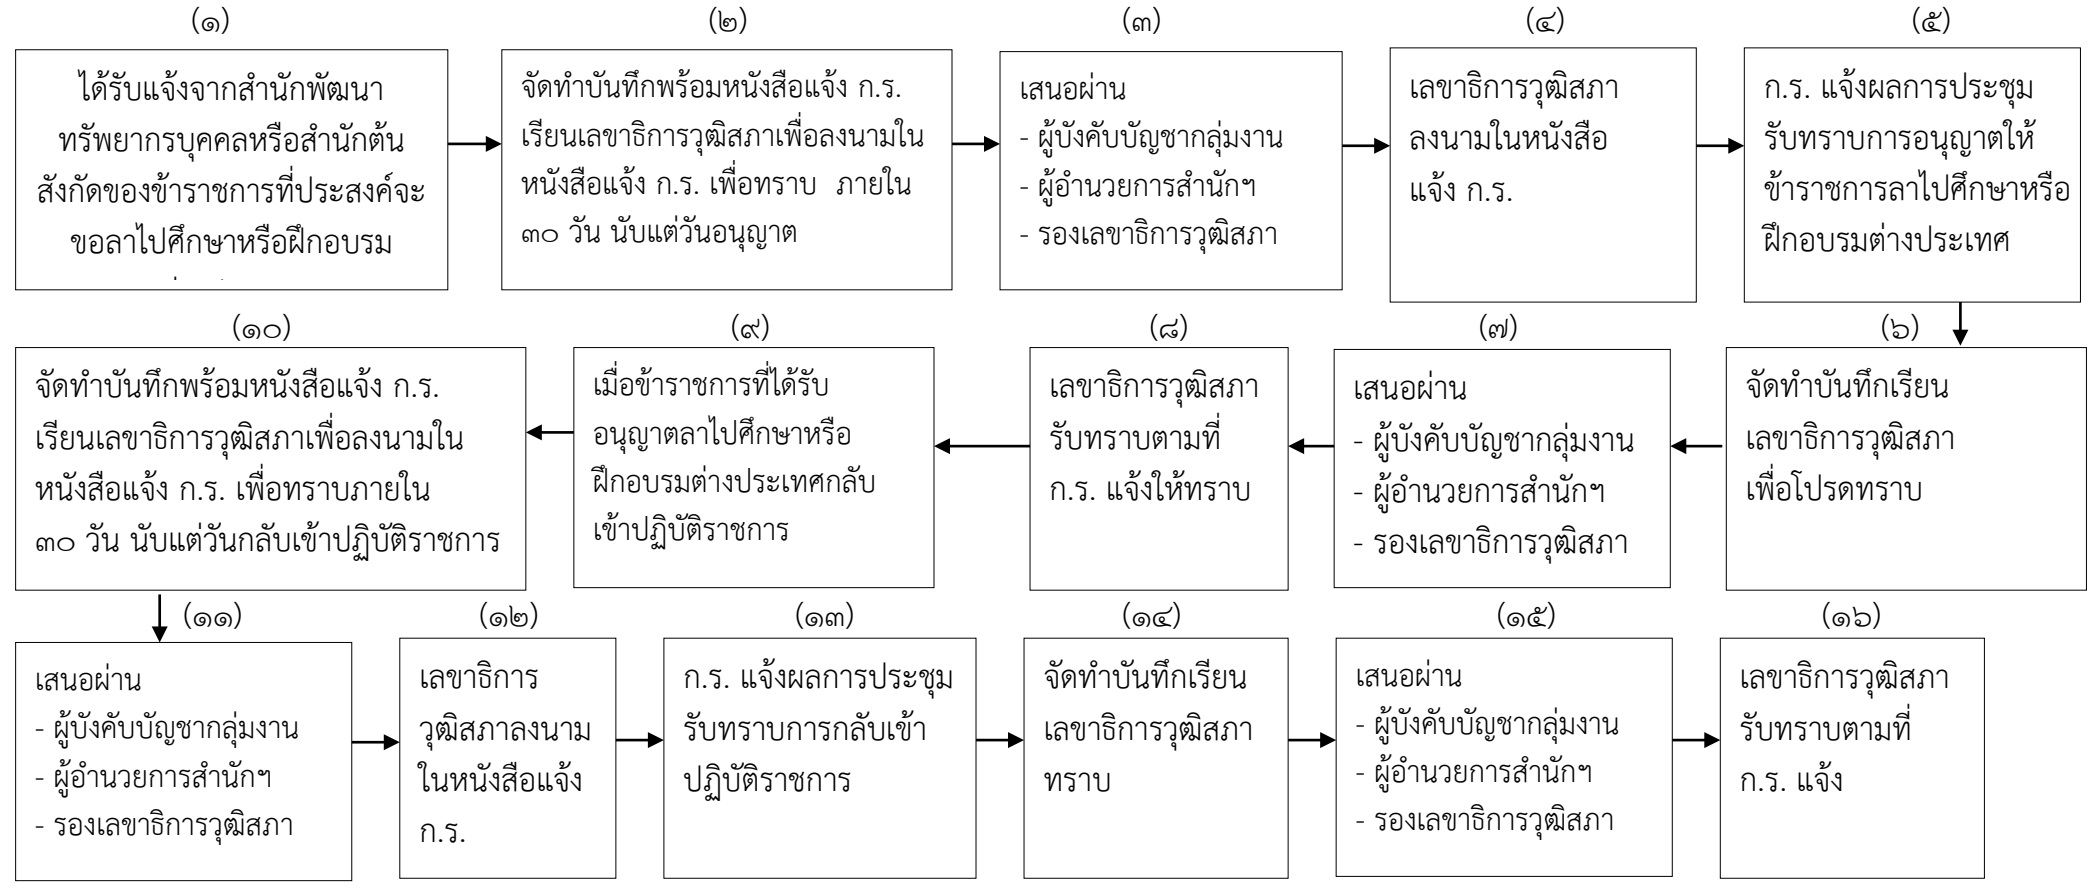 (๑)
ได้รับแจ้งจากสำนักพัฒนา
ทรัพยากรบุคคลหรือสำนักต้น
สังกัดของข้าราชการที่ประสงค์จะ
ขอลาไปศึกษาหรือฝึกอบรม
(๒)
จัดทำบันทึกพร้อมหนังสือแจ้ง ก.ร.
เรียนเลขาธิการวุฒิสภาเพื่อลงนามใน
หนังสือแจ้ง ก.ร. เพื่อทราบ ภายใน
๓๐ วัน นับแต่วันอนุญาต
(๓)
เสนอผ่าน
- ผู้บังคับบัญชากลุ่มงาน
- ผู้อำนวยการสำนักฯ
- รองเลขาธิการวุฒิสภา
(๔)
เลขาธิการวุฒิสภา
ลงนามในหนังสือ
แจ้ง ก.ร.
(๕)
ก.ร. แจ้งผลการประชุม
รับทราบการอนุญาตให้
ข้าราชการลาไปศึกษาหรือ
ฝึกอบรมต่างประเทศ
(๖)
จัดทำบันทึกเรียน
เลขาธิการวุฒิสภา
เพื่อโปรดทราบ
(๗)
เสนอผ่าน
- ผู้บังคับบัญชากลุ่มงาน
- ผู้อำนวยการสำนักฯ
- รองเลขาธิการวุฒิสภา
(๘)
เลขาธิการวุฒิสภา
รับทราบตามที่
ก.ร. แจ้งให้ทราบ
(๙)
เมื่อข้าราชการที่ได้รับ
อนุญาตลาไปศึกษาหรือ
ฝึกอบรมต่างประเทศกลับ
เข้าปฏิบัติราชการ
(๑๐)
จัดทำบันทึกพร้อมหนังสือแจ้ง ก.ร.
เรียนเลขาธิการวุฒิสภาเพื่อลงนามใน
หนังสือแจ้ง ก.ร. เพื่อทราบภายใน
๓๐ วัน นับแต่วันกลับเข้าปฏิบัติราชการ
(๑๑)
เสนอผ่าน
- ผู้บังคับบัญชากลุ่มงาน
- ผู้อำนวยการสำนักฯ
- รองเลขาธิการวุฒิสภา
(๑๒)
เลขาธิการ
วุฒิสภาลงนาม
ในหนังสือแจ้ง
ก.ร.
(๑๓)
ก.ร. แจ้งผลการประชุม
รับทราบการกลับเข้า
ปฏิบัติราชการ
(๑๔)
จัดทำบันทึกเรียน
เลขาธิการวุฒิสภา
ทราบ
(๑๕)
เสนอผ่าน
- ผู้บังคับบัญชากลุ่มงาน
- ผู้อำนวยการสำนักฯ
- รองเลขาธิการวุฒิสภา
(๑๖)
เลขาธิการวุฒิสภา
รับทราบตามที่
ก.ร. แจ้ง